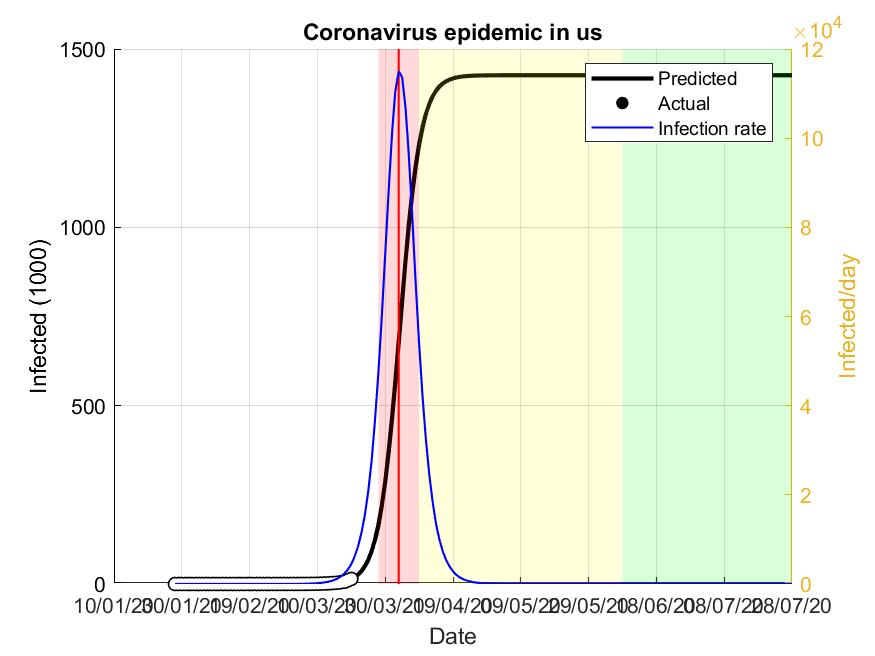 Coronavirus epidemic in us
×10^4
1500
1000
500
0
12
10
8
6
4
2
0
Infected (1000)
Infected/day
Predicted
Actual
Infection rate
10/01/20 30/01/20 19/02/20 10/03/20 30/03/20 19/04/20 09/05/20 29/05/20 18/06/20 08/07/20 28/07/20
Date